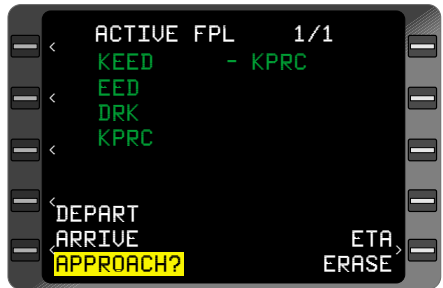 ACTIVE FPL 1/1
< KEED - KPRC
EED
< DRK
KPRC
<
< DEPART
< ARRIVE ETA >
APPROACH? ERASE